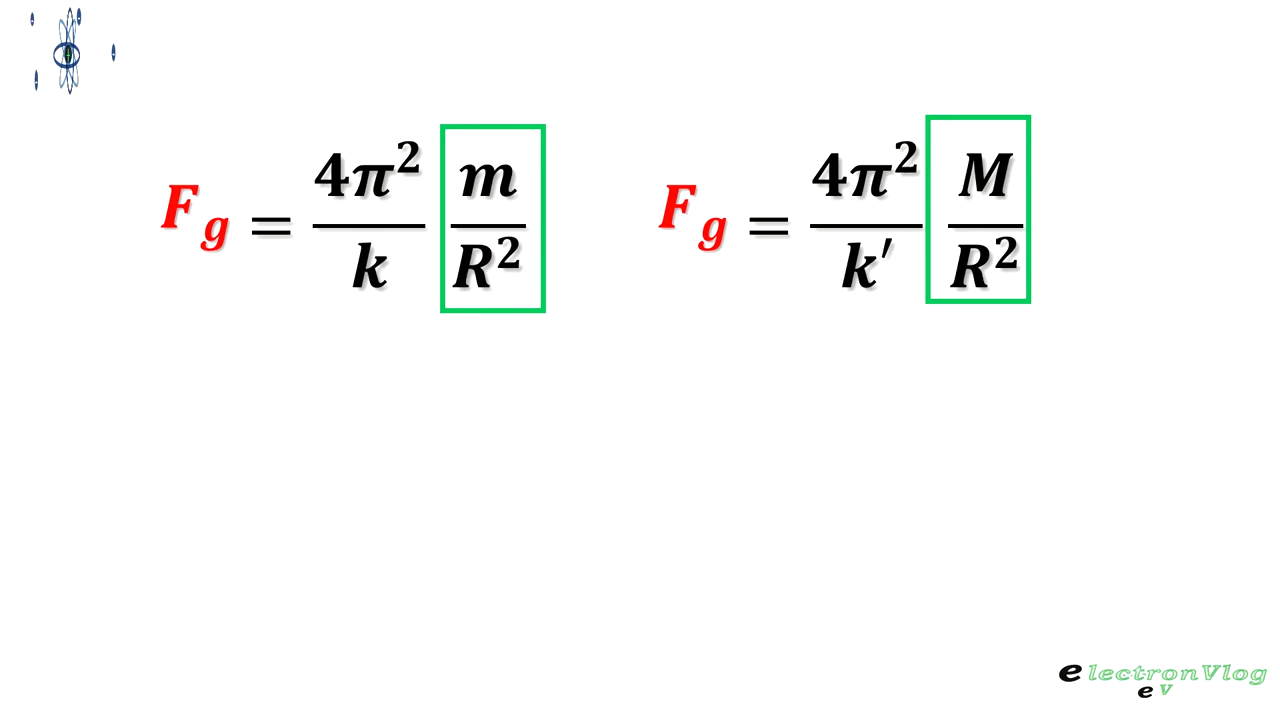 F_g = 4π²/k m/R²
F_g = 4π²/k′ M/R²
electronVlog
eV